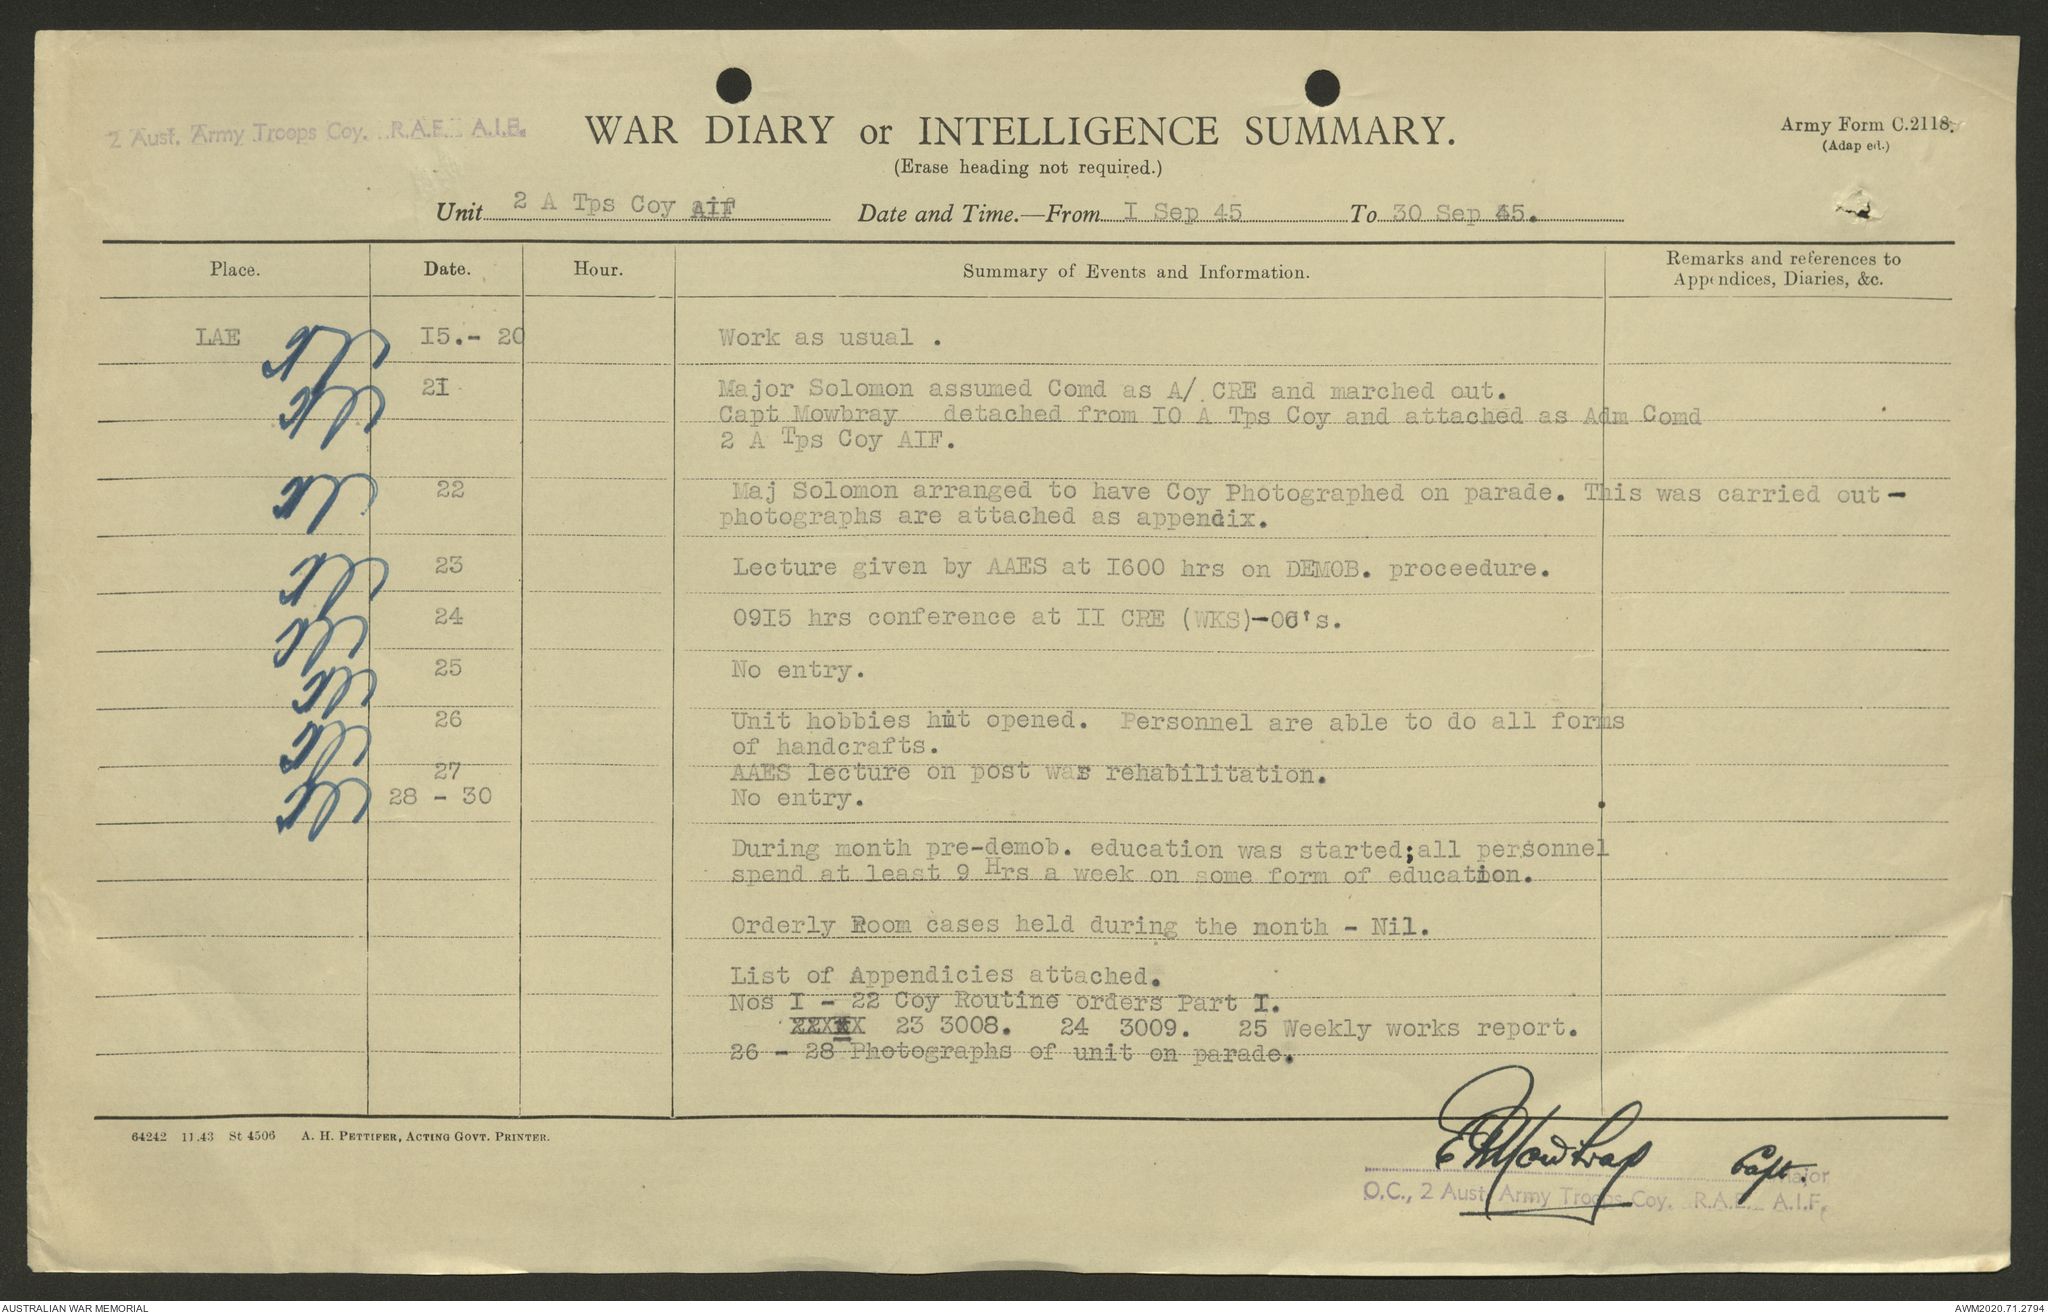 2 Aust. Army Troops Coy. R.A.E. A.I.F.
WAR DIARY or INTELLIGENCE SUMMARY.
Army Form C.2118.
(Adap ed.)
(Erase heading not required.)
Unit 2 A Tps Coy AIF Date and Time.—From I Sep 45 To 30 Sep 45.
Place. Date. Hour. Summary of Events and Information. Remarks and references to
Appendices, Diaries, &c.
LAE I5.- 20 Work as usual .
21 Major Solomon assumed Comd as A/ CRE and marched out.
Capt Mowbray detached from IO A Tps Coy and attached as Adm Comd
2 A Tps Coy AIF.
22 Maj Solomon arranged to have Coy Photographed on parade. This was carried out-
photographs are attached as appendix.
23 Lecture given by AAES at I600 hrs on DEMOB. proceedure.
24 09I5 hrs conference at II CRE (WKS)-OC's.
25 No entry.
26 Unit hobbies hut opened. Personnel are able to do all forms
of handcrafts.
27 AAES lecture on post war rehabilitation.
28 - 30 No entry.
During month pre-demob. education was started;all personnel
spend at least 9 Hrs a week on some form of education.
Orderly Room cases held during the month - Nil.
List of Appendicies attached.
Nos I - 22 Coy Routine orders Part I.
23 3008. 24 3009. 25 Weekly works report.
26 - 28 Photographs of unit on parade.
64242 11.43 St 4506 A. H. PETTIFER, ACTING GOVT. PRINTER.
E Mowbray Capt.
Major
O.C., 2 Aust. Army Troops Coy. R.A.E. A.I.F.
AUSTRALIAN WAR MEMORIAL
AWM2020.71.2794